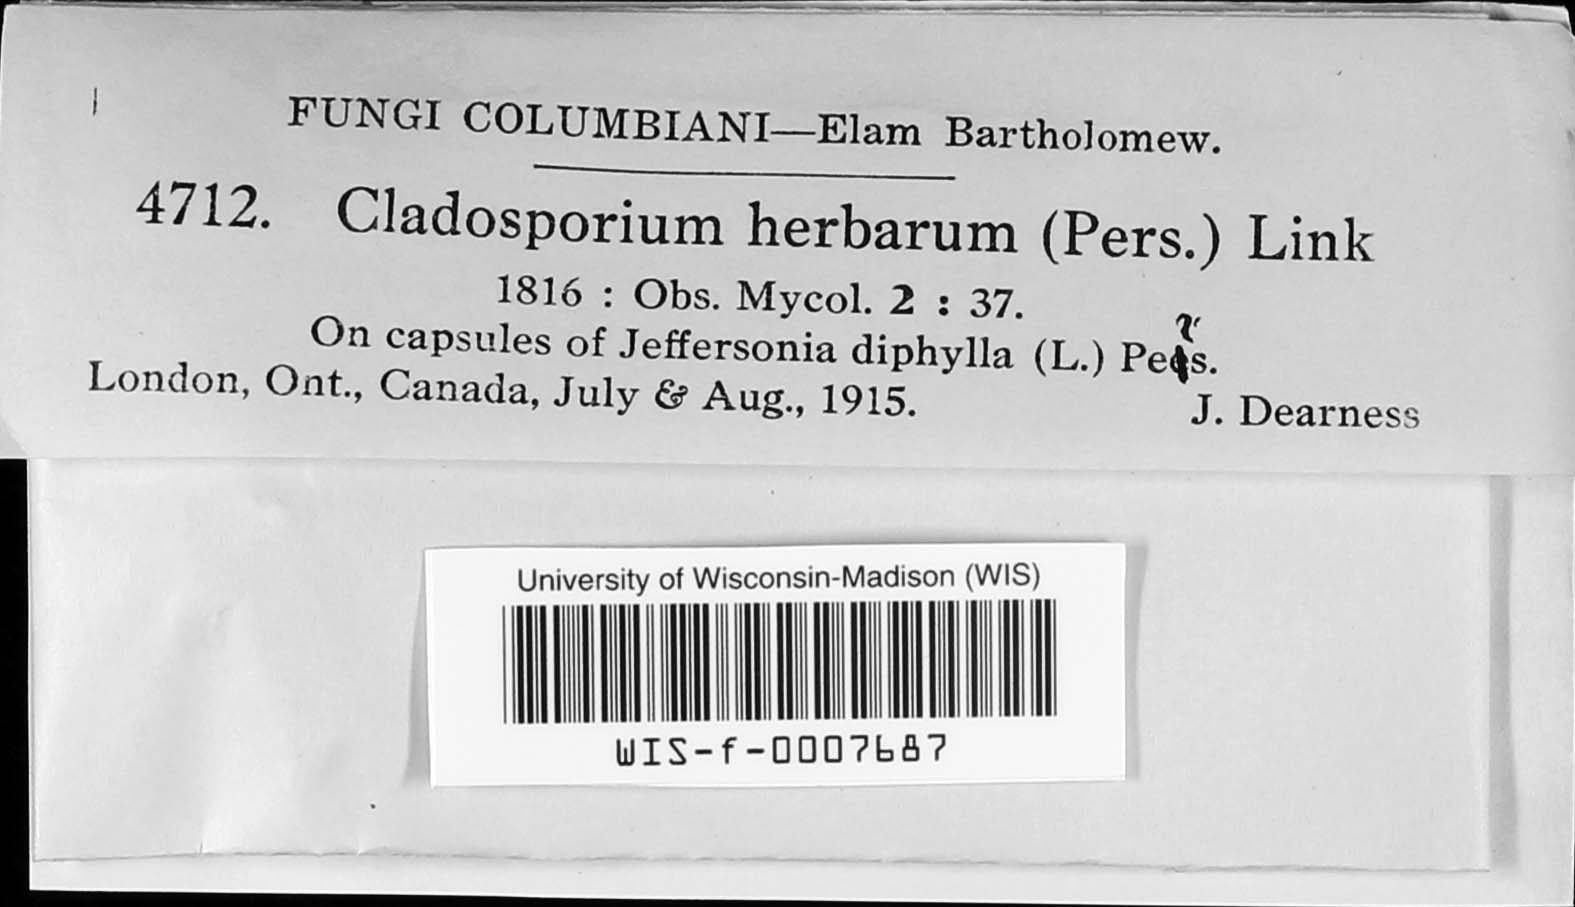 FUNGI COLUMBIANI—Elam Bartholomew.
4712. Cladosporium herbarum (Pers.) Link
1816 : Obs. Mycol. 2 : 37.
On capsules of Jeffersonia diphylla (L.) Pers.
London, Ont., Canada, July & Aug., 1915. J. Dearness
University of Wisconsin-Madison (WIS)
WIS-f-0007687